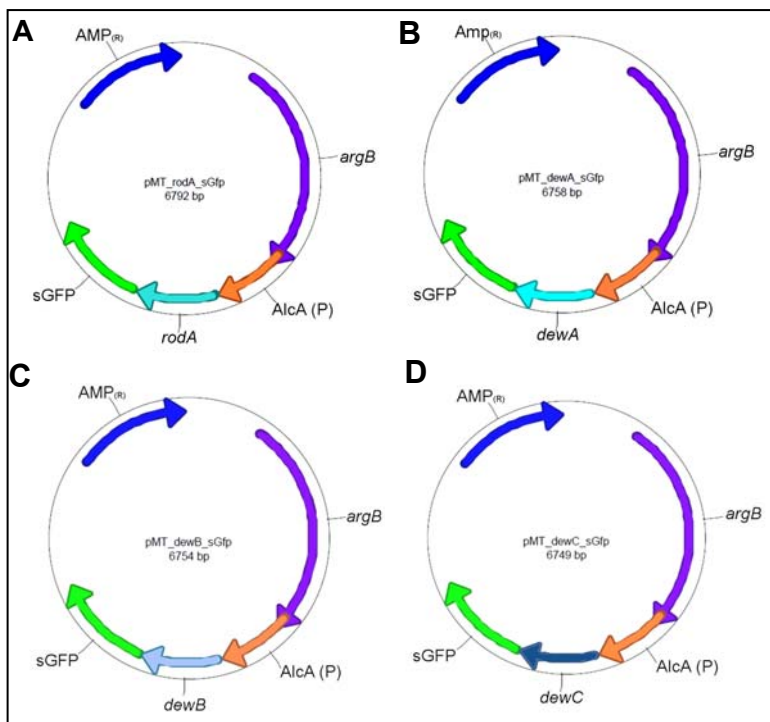 A
AMP(R)
argB
pMT_rodA_sGfp
6792 bp
sGFP
AlcA (P)
rodA
B
Amp(R)
argB
pMT_dewA_sGfp
6758 bp
sGFP
AlcA (P)
dewA
C
AMP(R)
argB
pMT_dewB_sGfp
6754 bp
sGFP
AlcA (P)
dewB
D
AMP(R)
argB
pMT_dewC_sGfp
6749 bp
sGFP
AlcA (P)
dewC